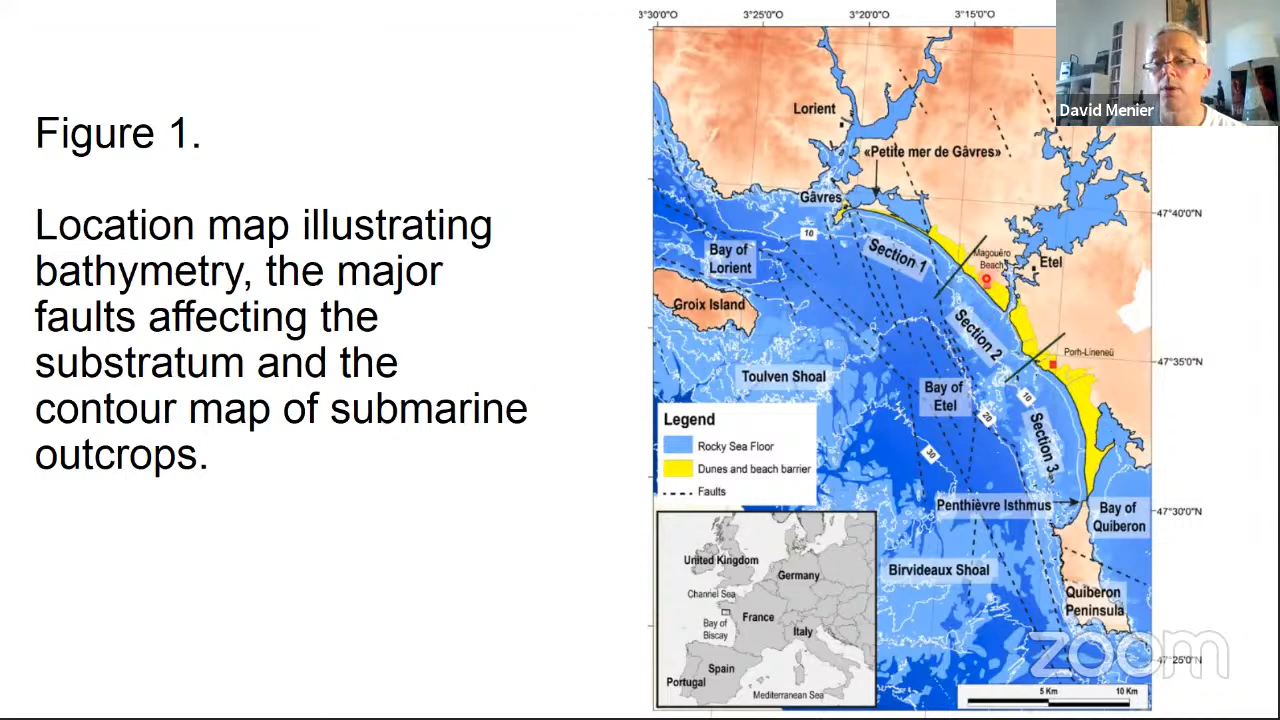 Figure 1.
Location map illustrating
bathymetry, the major
faults affecting the
substratum and the
contour map of submarine
outcrops.
3°30'0"O
3°25'0"O
3°20'0"O
3°15'0"O
David Menier
Lorient
«Petite mer de Gâvres»
Gâvres
47°40'0"N
10
Section 1
Bay of
Lorient
Magouëro
Beach
Etel
Groix Island
Section 2
Porh-Lineneü
47°35'0"N
Toulven Shoal
Bay of
Etel
10
20
30
Section 3
Legend
Rocky Sea Floor
Dunes and beach barrier
Faults
Penthièvre Isthmus
Bay of
Quiberon
47°30'0"N
Birvideaux Shoal
Quiberon
Peninsula
United Kingdom
Germany
Channel Sea
France
Bay of
Biscay
Italy
Spain
Portugal
Mediterranean Sea
zoom
47°25'0"N
5 Km
10 Km